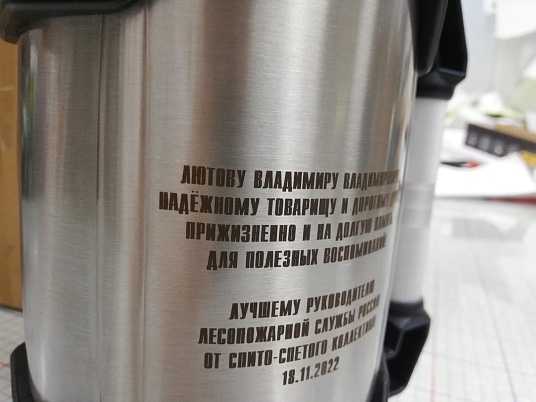 ЛЮТОВУ ВЛАДИМИРУ
НАДЁЖНОМУ ТОВАРИЩУ И
ПРИЖИЗНЕННО И НА ДОЛГУЮ
ДЛЯ ПОЛЕЗНЫХ ВОСПОМИНАНИЙ
ЛУЧШЕМУ РУКОВОДИТЕЛЮ
ЛЕСОПОЖАРНОЙ СЛУЖБЫ РОССИИ
ОТ СПИТО-СПЕТОГО КОЛЛЕКТИВА
18.11.2022